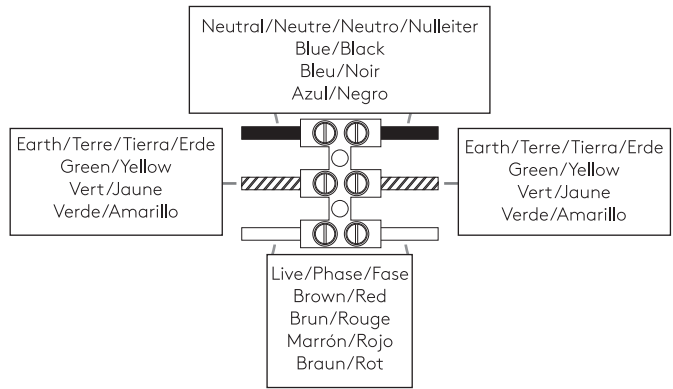 Neutral/Neutre/Neutro/Nulleiter
Blue/Black
Bleu/Noir
Azul/Negro
Earth/Terre/Tierra/Erde
Green/Yellow
Vert/Jaune
Verde/Amarillo
Earth/Terre/Tierra/Erde
Green/Yellow
Vert/Jaune
Verde/Amarillo
Live/Phase/Fase
Brown/Red
Brun/Rouge
Marrón/Rojo
Braun/Rot